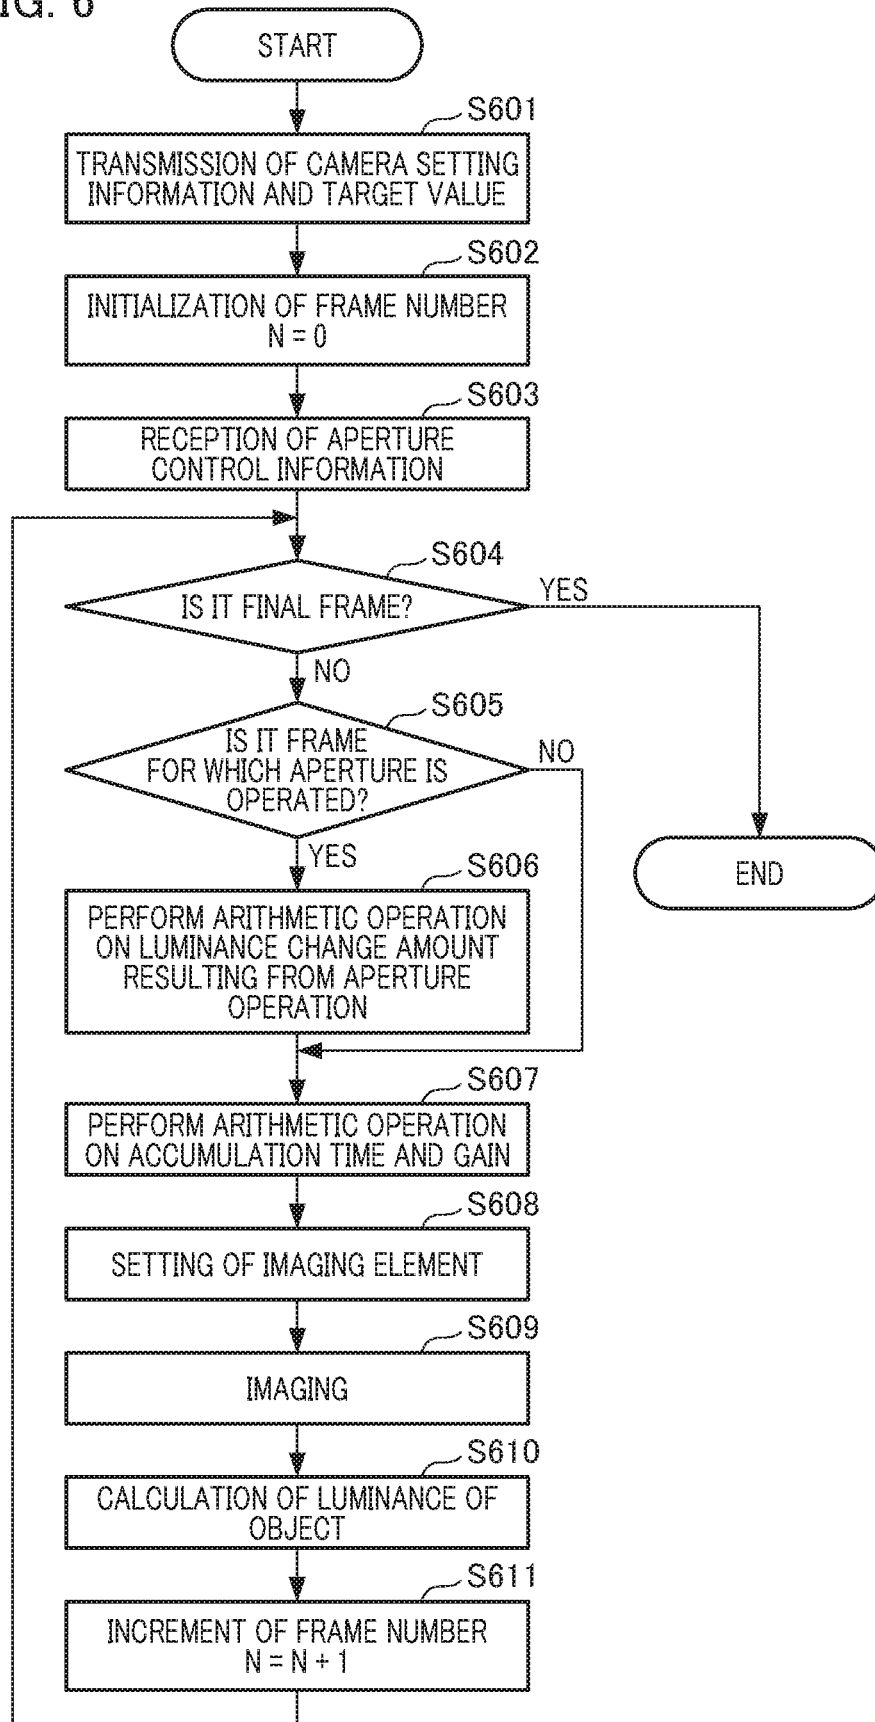 FIG. 6
START
S601
TRANSMISSION OF CAMERA SETTING
INFORMATION AND TARGET VALUE
S602
INITIALIZATION OF FRAME NUMBER
N = 0
S603
RECEPTION OF APERTURE
CONTROL INFORMATION
S604
IS IT FINAL FRAME?
YES
NO
S605
IS IT FRAME
FOR WHICH APERTURE IS
OPERATED?
NO
YES
S606
PERFORM ARITHMETIC OPERATION
ON LUMINANCE CHANGE AMOUNT
RESULTING FROM APERTURE
OPERATION
END
S607
PERFORM ARITHMETIC OPERATION
ON ACCUMULATION TIME AND GAIN
S608
SETTING OF IMAGING ELEMENT
S609
IMAGING
S610
CALCULATION OF LUMINANCE OF
OBJECT
S611
INCREMENT OF FRAME NUMBER
N = N + 1